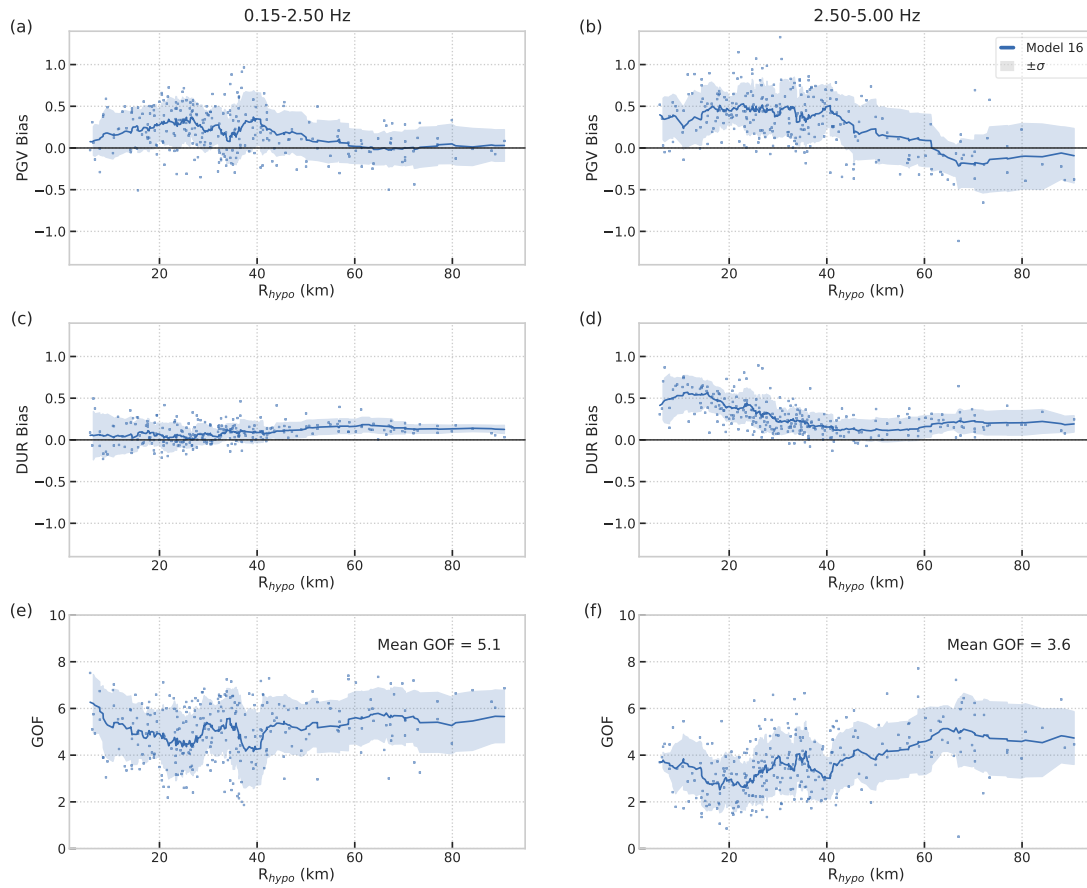 0.15-2.50 Hz
2.50-5.00 Hz
(a)
(b)
Model 16
±σ
PGV Bias
1.0
0.5
0.0
−0.5
−1.0
20 40 60 80
R_hypo (km)
PGV Bias
1.0
0.5
0.0
−0.5
−1.0
20 40 60 80
R_hypo (km)
(c)
(d)
DUR Bias
1.0
0.5
0.0
−0.5
−1.0
20 40 60 80
R_hypo (km)
DUR Bias
1.0
0.5
0.0
−0.5
−1.0
20 40 60 80
R_hypo (km)
(e)
(f)
GOF
10
8
6
4
2
0
Mean GOF = 5.1
20 40 60 80
R_hypo (km)
GOF
10
8
6
4
2
0
Mean GOF = 3.6
20 40 60 80
R_hypo (km)